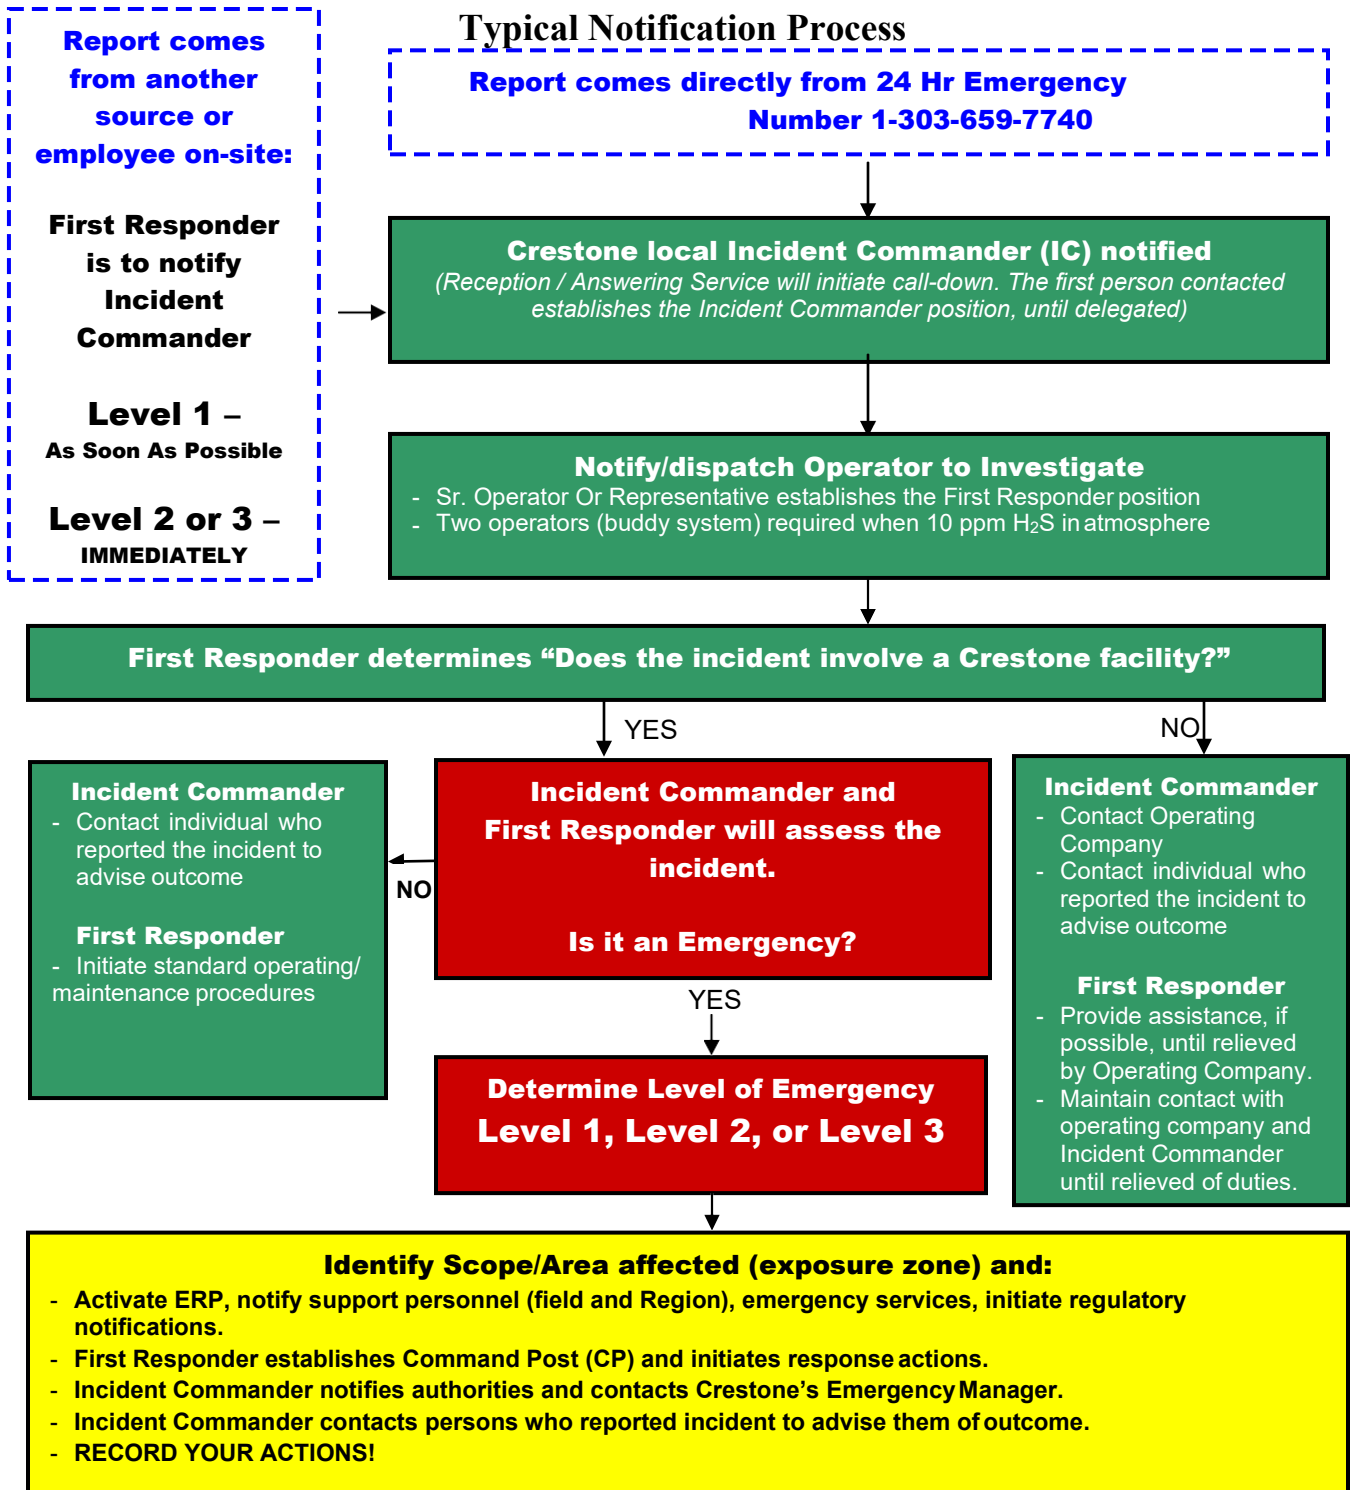 Typical Notification Process
Report comes
from another
source or
employee on-site:
First Responder
is to notify
Incident
Commander
Level 1 –
As Soon As Possible
Level 2 or 3 –
IMMEDIATELY
Report comes directly from 24 Hr Emergency
Number 1-303-659-7740
Crestone local Incident Commander (IC) notified
(Reception / Answering Service will initiate call-down. The first person contacted
establishes the Incident Commander position, until delegated)
Notify/dispatch Operator to Investigate
- Sr. Operator Or Representative establishes the First Responder position
- Two operators (buddy system) required when 10 ppm H₂S in atmosphere
First Responder determines “Does the incident involve a Crestone facility?”
YES
NO
Incident Commander
- Contact individual who
reported the incident to
advise outcome
First Responder
- Initiate standard operating/
maintenance procedures
NO
Incident Commander and
First Responder will assess the
incident.
Is it an Emergency?
YES
Determine Level of Emergency
Level 1, Level 2, or Level 3
Incident Commander
- Contact Operating
Company
- Contact individual who
reported the incident to
advise outcome
First Responder
- Provide assistance, if
possible, until relieved
by Operating Company.
- Maintain contact with
operating company and
Incident Commander
until relieved of duties.
Identify Scope/Area affected (exposure zone) and:
- Activate ERP, notify support personnel (field and Region), emergency services, initiate regulatory
notifications.
- First Responder establishes Command Post (CP) and initiates response actions.
- Incident Commander notifies authorities and contacts Crestone’s Emergency Manager.
- Incident Commander contacts persons who reported incident to advise them of outcome.
- RECORD YOUR ACTIONS!